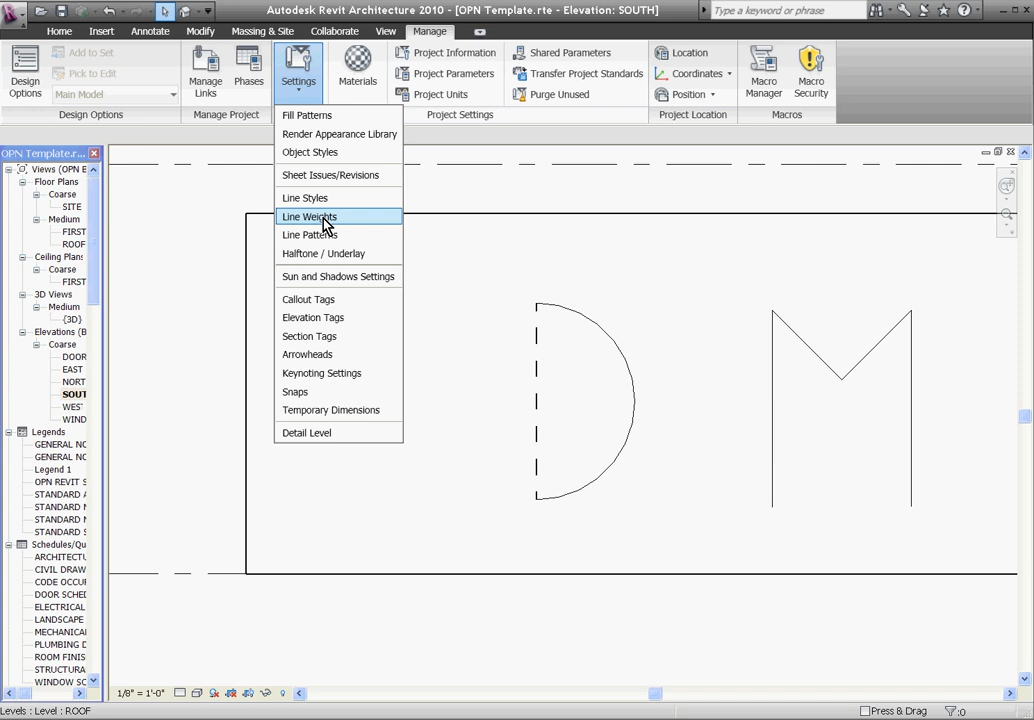 Autodesk Revit Architecture 2010 - [OPN Template.rte - Elevation: SOUTH]
Type a keyword or phrase
Home Insert Annotate Modify Massing & Site Collaborate View Manage
Design Options
Add to Set
Pick to Edit
Main Model
Manage Links
Phases
Settings
Materials
Project Information
Project Parameters
Project Units
Shared Parameters
Transfer Project Standards
Purge Unused
Location
Coordinates
Position
Macro Manager
Macro Security
Design Options Manage Project Project Settings Project Location Macros
Fill Patterns
Render Appearance Library
Object Styles
Sheet Issues/Revisions
Line Styles
Line Weights
Line Patterns
Halftone / Underlay
Sun and Shadows Settings
Callout Tags
Elevation Tags
Section Tags
Arrowheads
Keynoting Settings
Snaps
Temporary Dimensions
Detail Level
OPN Template.r...
Views (OPN E
Floor Plans
Coarse
SITE
Medium
FIRST
ROOF
Ceiling Plans
Coarse
FIRST
3D Views
Medium
{3D}
Elevations (B
Coarse
DOOR
EAST
NORT
SOUT
WEST
WIND
Legends
GENERAL NO
GENERAL NO
Legend 1
OPN REVIT S
STANDARD A
STANDARD M
STANDARD N
STANDARD S
Schedules/Qu
ARCHITECTU
CIVIL DRAW
CODE OCCUP
DOOR SCHED
ELECTRICAL
LANDSCAPE
MECHANICA
PLUMBING D
ROOM FINIS
STRUCTURA
WINDOW SC
D M
1/8" = 1'-0"
Levels : Level : ROOF
Press & Drag
:0